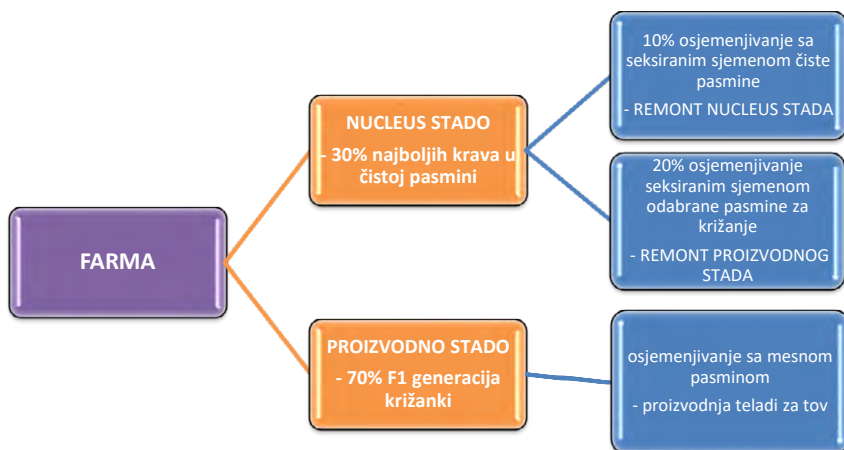 FARMA
NUCLEUS STADO
- 30% najboljih krava u
čistoj pasmini
10% osjemenjivanje sa
seksiranim sjemenom čiste
pasmine
- REMONT NUCLEUS STADA
20% osjemenjivanje
seksiranim sjemenom
odabrane pasmine za
križanje
- REMONT PROIZVODNOG
STADA
PROIZVODNO STADO
- 70% F1 generacija
križanki
osjemenjivanje sa mesnom
pasminom
- proizvodnja teladi za tov